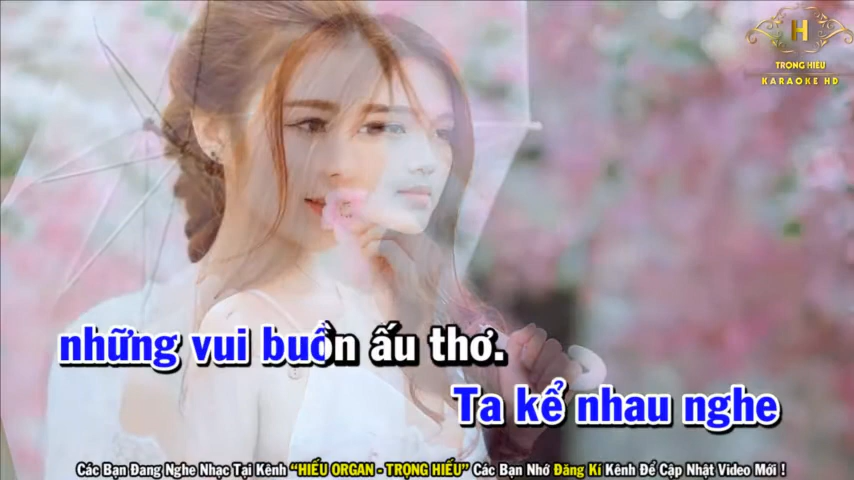 H
TRỌNG HIẾU
KARAOKE HD
những vui buồn ấu thơ.
Ta kể nhau nghe
Các Bạn Đang Nghe Nhạc Tại Kênh "HIẾU ORGAN - TRỌNG HIẾU" Các Bạn Nhớ Đăng Kí Kênh Để Cập Nhật Video Mới !